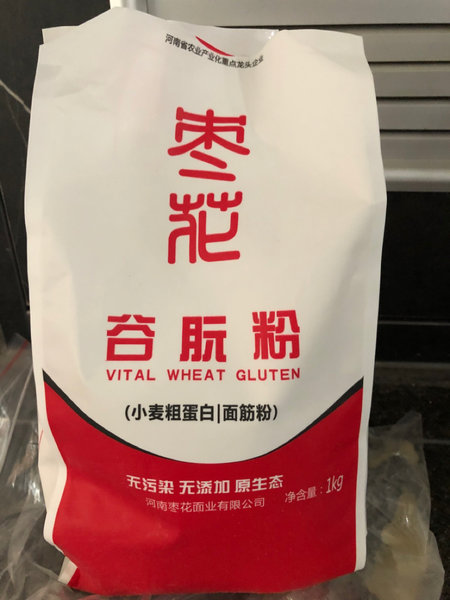 河南省农业产业化重点龙头企业
枣花
谷朊粉
VITAL WHEAT GLUTEN
(小麦粗蛋白|面筋粉)
无污染 无添加 原生态
河南枣花面业有限公司
净含量：1kg